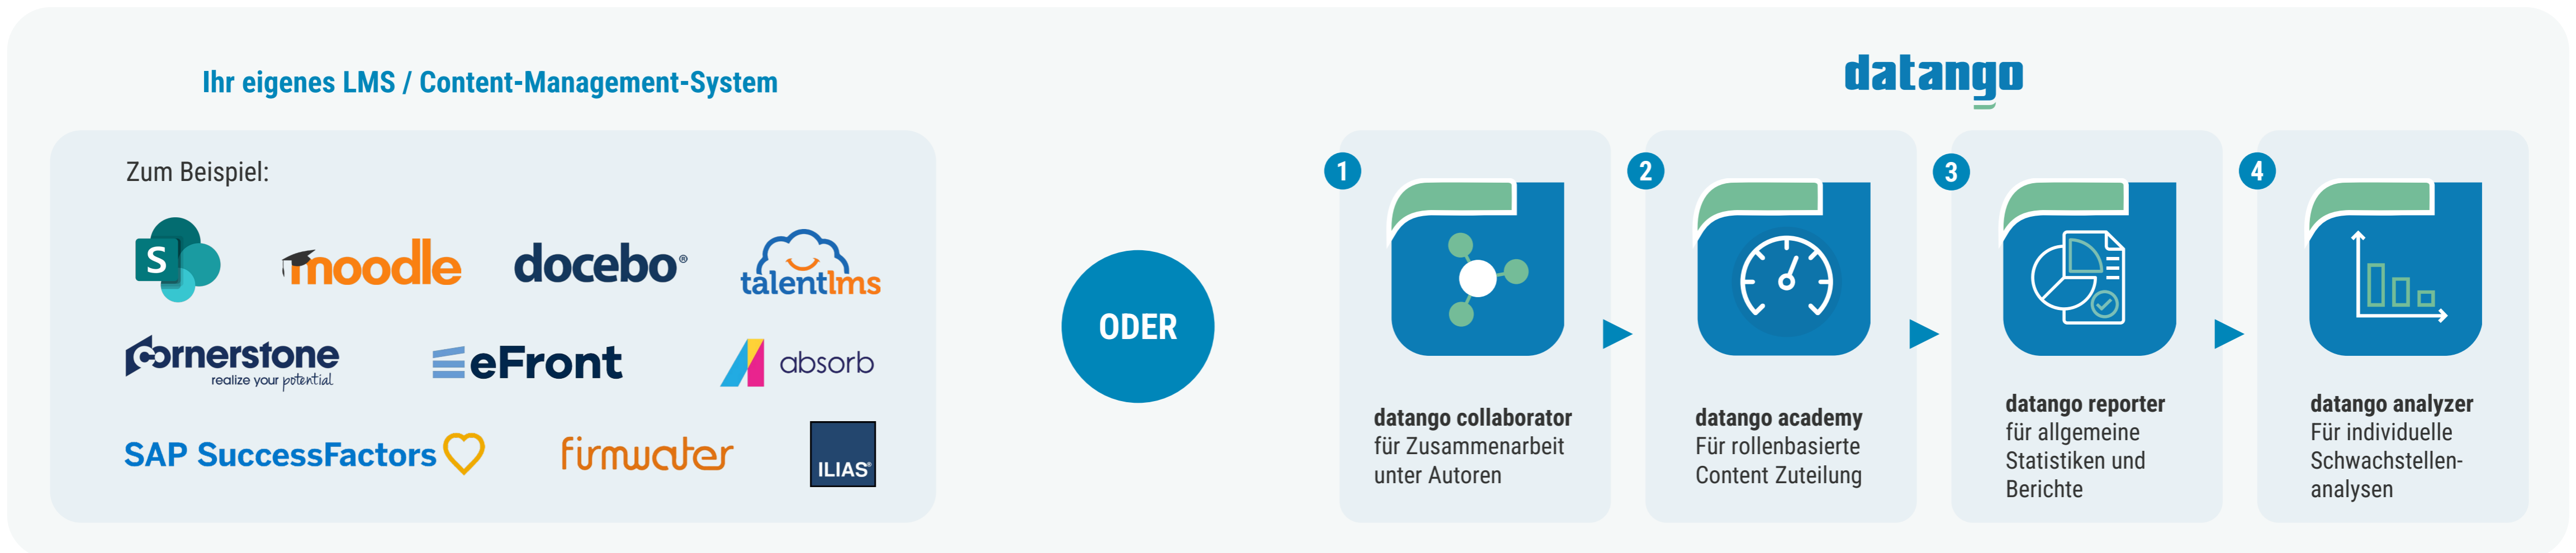 Ihr eigenes LMS / Content-Management-System
Zum Beispiel:
S
moodle
docebo®
talentlms
cornerstone
realize your potential
eFront
absorb
SAP SuccessFactors
firmwater
ILIAS®
ODER
datango
1
datango collaborator
für Zusammenarbeit
unter Autoren
2
datango academy
Für rollenbasierte
Content Zuteilung
3
datango reporter
für allgemeine
Statistiken und
Berichte
4
datango analyzer
Für individuelle
Schwachstellen-
analysen